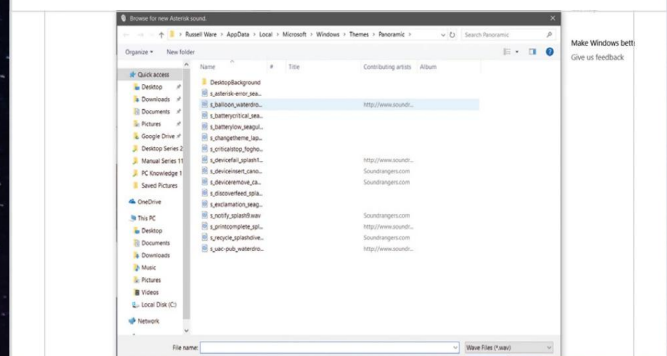 Browse for new Asterisk sound.
Russell Ware › AppData › Local › Microsoft › Windows › Themes › Panoramic ›
Search Panoramic
Organize
New folder
Make Windows bett
Give us feedback
Name # Title Contributing artists Album
Quick access
Desktop
Downloads
Documents
Pictures
Google Drive
Desktop Series 2
Manual Series 11
PC Knowledge 1
Saved Pictures
OneDrive
This PC
Desktop
Documents
Downloads
Music
Pictures
Videos
Local Disk (C:)
Network
DesktopBackground
s_asterisk-error_sea...
s_balloon_waterdro... http://www.soundr...
s_batterycritical_sea...
s_batterylow_seagul...
s_changetheme_lap...
s_criticalstop_fogho...
s_devicefail_splash1... http://www.soundr...
s_deviceinsert_cano... Soundrangers.com
s_deviceremove_ca... Soundrangers.com
s_discoverfeed_spla...
s_exclamation_seag...
s_notify_splash9.wav Soundrangers.com
s_printcomplete_spl... http://www.soundr...
s_recycle_splashdive... Soundrangers.com
s_uac-pub_waterdro... http://www.soundr...
File name:
Wave Files (*.wav)